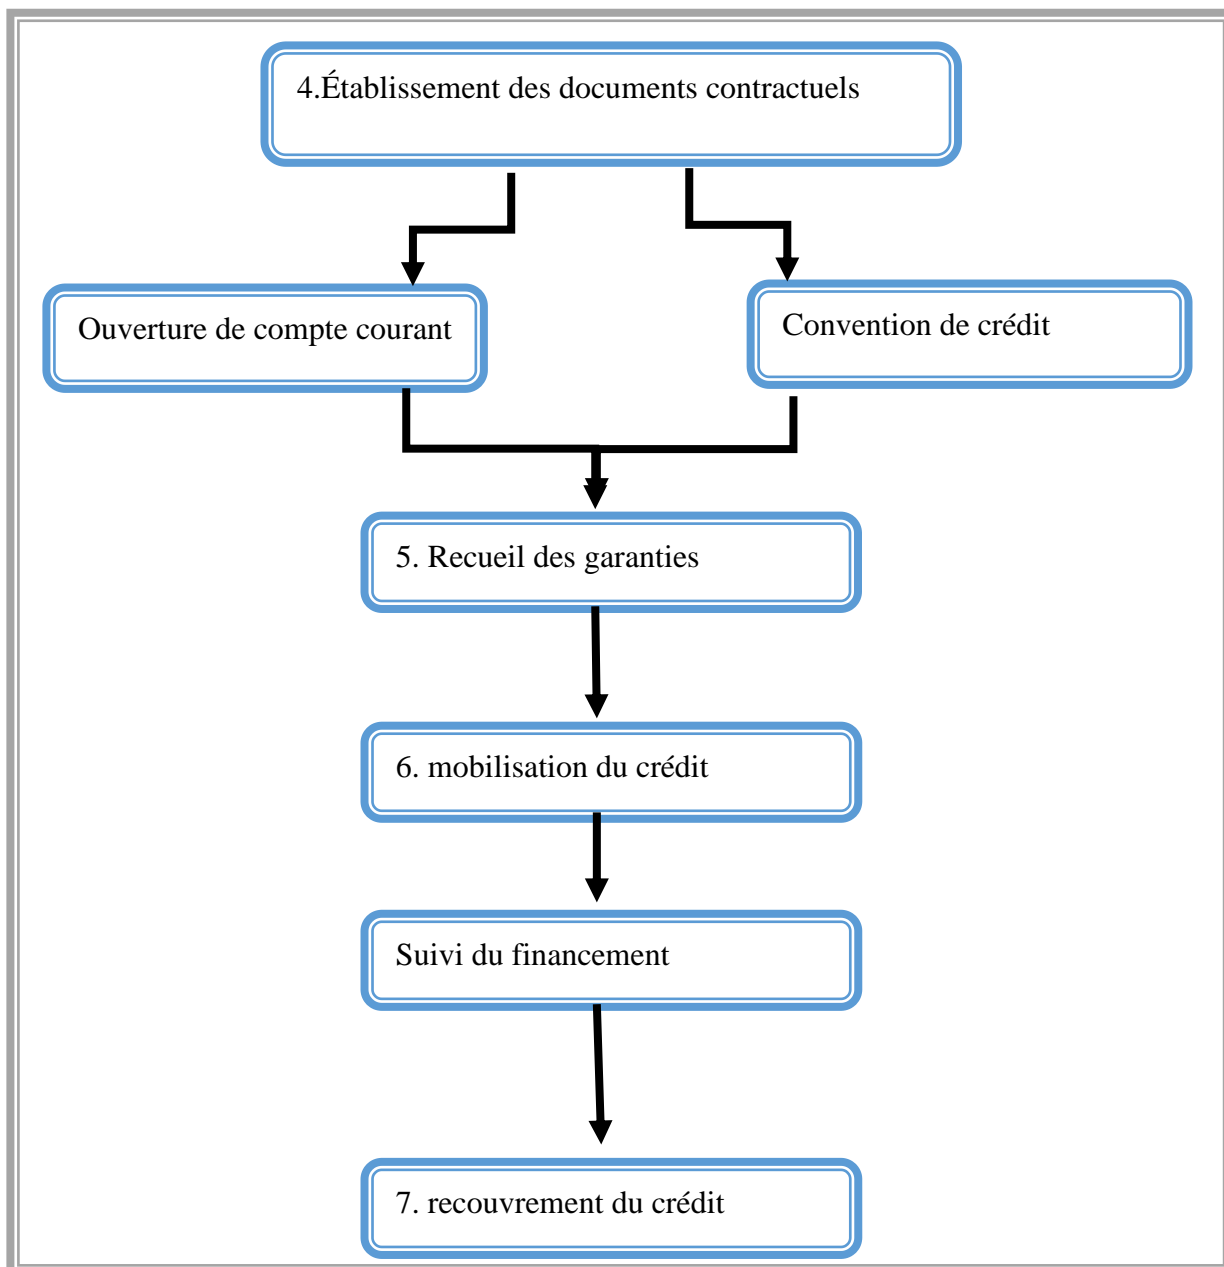 4.Établissement des documents contractuels
Ouverture de compte courant
Convention de crédit
5. Recueil des garanties
6. mobilisation du crédit
Suivi du financement
7. recouvrement du crédit